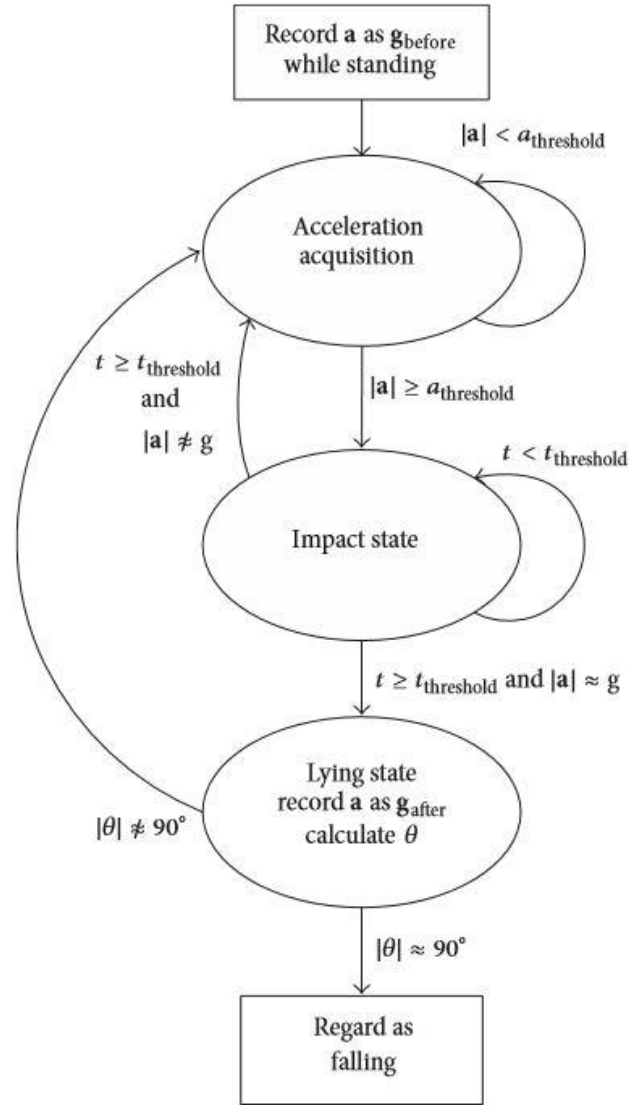 Record a as g_before
while standing
|a| < a_threshold
Acceleration
acquisition
t ≥ t_threshold
and
|a| ≉ g
|a| ≥ a_threshold
t < t_threshold
Impact state
t ≥ t_threshold and |a| ≈ g
Lying state
record a as g_after
calculate θ
|θ| ≉ 90°
|θ| ≈ 90°
Regard as
falling